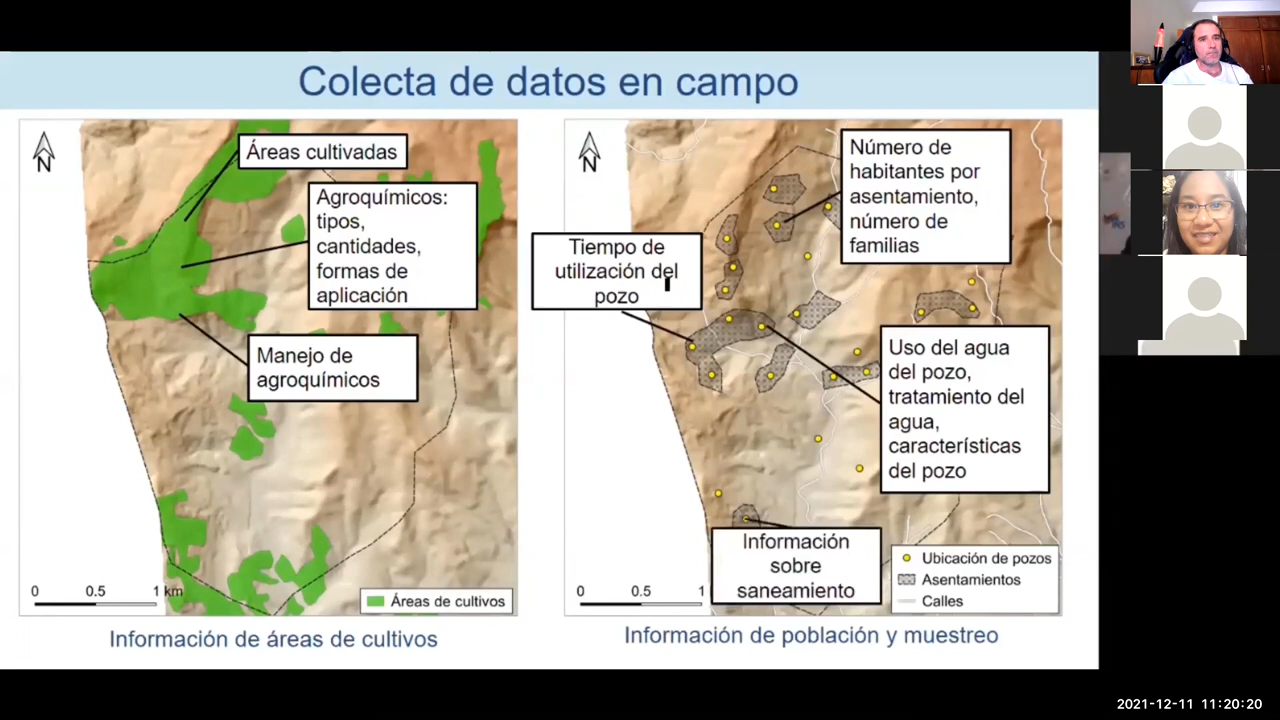 Colecta de datos en campo
N
Áreas cultivadas
Agroquímicos:
tipos,
cantidades,
formas de
aplicación
Manejo de
agroquímicos
0 0.5 1 km
Áreas de cultivos
Información de áreas de cultivos
N
Número de
habitantes por
asentamiento,
número de
familias
Tiempo de
utilización del
pozo
Uso del agua
del pozo,
tratamiento del
agua,
características
del pozo
Información
sobre
saneamiento
0 0.5 1
Ubicación de pozos
Asentamientos
Calles
Información de población y muestreo
2021-12-11 11:20:20